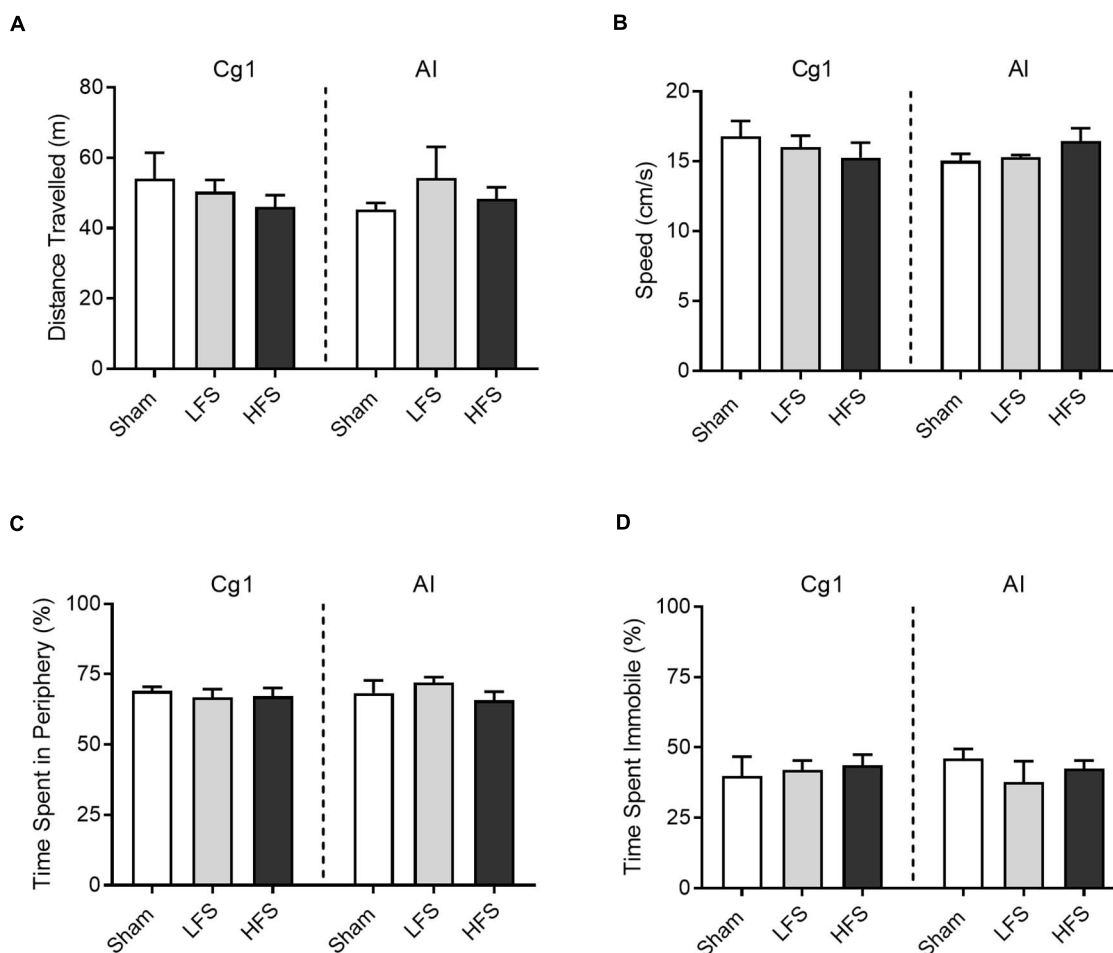 A
Cg1 AI
Distance Travelled (m)
80
60
40
20
0
Sham LFS HFS Sham LFS HFS
B
Cg1 AI
Speed (cm/s)
20
15
10
5
0
Sham LFS HFS Sham LFS HFS
C
Cg1 AI
Time Spent in Periphery (%)
100
75
50
25
0
Sham LFS HFS Sham LFS HFS
D
Cg1 AI
Time Spent Immobile (%)
100
75
50
25
0
Sham LFS HFS Sham LFS HFS